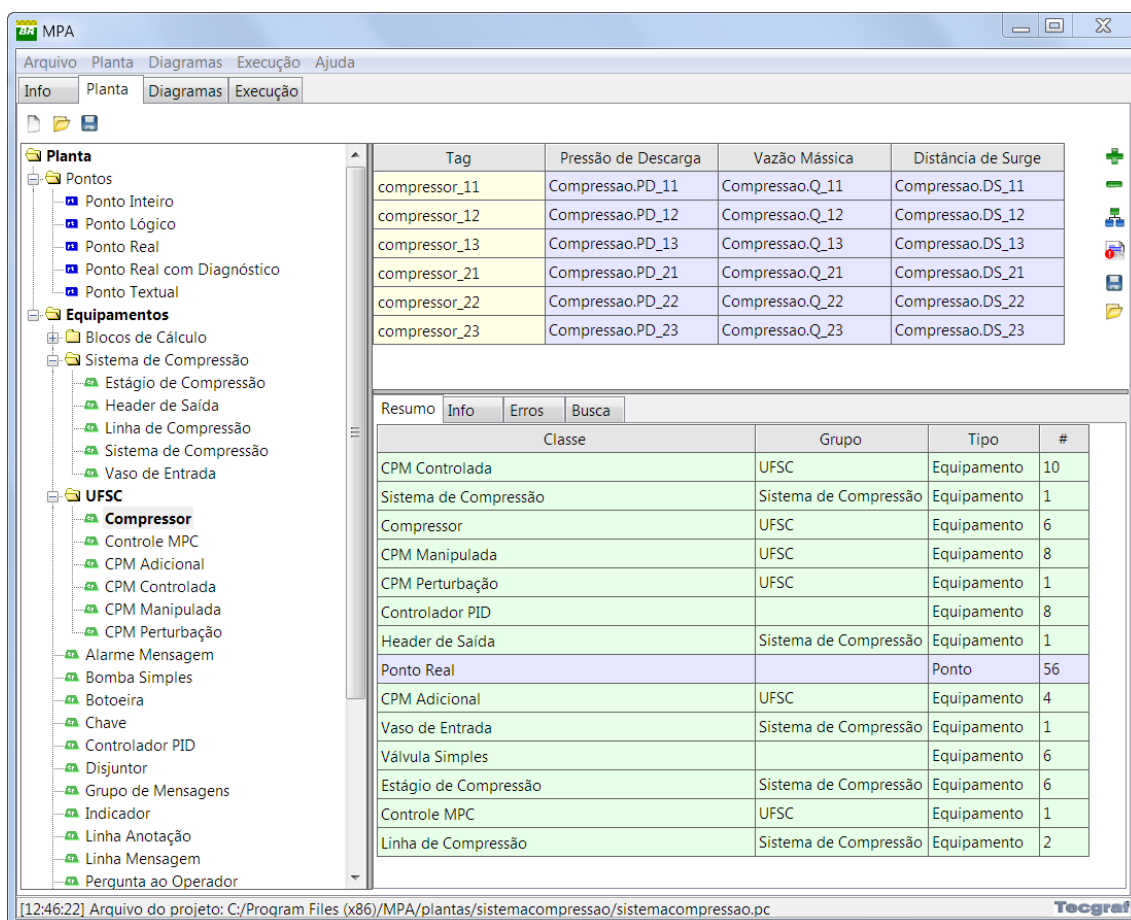 BR MPA
Arquivo Planta Diagramas Execução Ajuda
Info Planta Diagramas Execução
Planta
Pontos
Ponto Inteiro
Ponto Lógico
Ponto Real
Ponto Real com Diagnóstico
Ponto Textual
Equipamentos
Blocos de Cálculo
Sistema de Compressão
Estágio de Compressão
Header de Saída
Linha de Compressão
Sistema de Compressão
Vaso de Entrada
UFSC
Compressor
Controle MPC
CPM Adicional
CPM Controlada
CPM Manipulada
CPM Perturbação
Alarme Mensagem
Bomba Simples
Botoeira
Chave
Controlador PID
Disjuntor
Grupo de Mensagens
Indicador
Linha Anotação
Linha Mensagem
Pergunta ao Operador
Tag Pressão de Descarga Vazão Mássica Distância de Surge
compressor_11 Compressao.PD_11 Compressao.Q_11 Compressao.DS_11
compressor_12 Compressao.PD_12 Compressao.Q_12 Compressao.DS_12
compressor_13 Compressao.PD_13 Compressao.Q_13 Compressao.DS_13
compressor_21 Compressao.PD_21 Compressao.Q_21 Compressao.DS_21
compressor_22 Compressao.PD_22 Compressao.Q_22 Compressao.DS_22
compressor_23 Compressao.PD_23 Compressao.Q_23 Compressao.DS_23
Resumo Info Erros Busca
Classe Grupo Tipo #
CPM Controlada UFSC Equipamento 10
Sistema de Compressão Sistema de Compressão Equipamento 1
Compressor UFSC Equipamento 6
CPM Manipulada UFSC Equipamento 8
CPM Perturbação UFSC Equipamento 1
Controlador PID Equipamento 8
Header de Saída Sistema de Compressão Equipamento 1
Ponto Real Ponto 56
CPM Adicional UFSC Equipamento 4
Vaso de Entrada Sistema de Compressão Equipamento 1
Válvula Simples Equipamento 6
Estágio de Compressão Sistema de Compressão Equipamento 6
Controle MPC UFSC Equipamento 1
Linha de Compressão Sistema de Compressão Equipamento 2
[12:46:22] Arquivo do projeto: C:/Program Files (x86)/MPA/plantas/sistemacompressao/sistemacompressao.pc Tecgraf